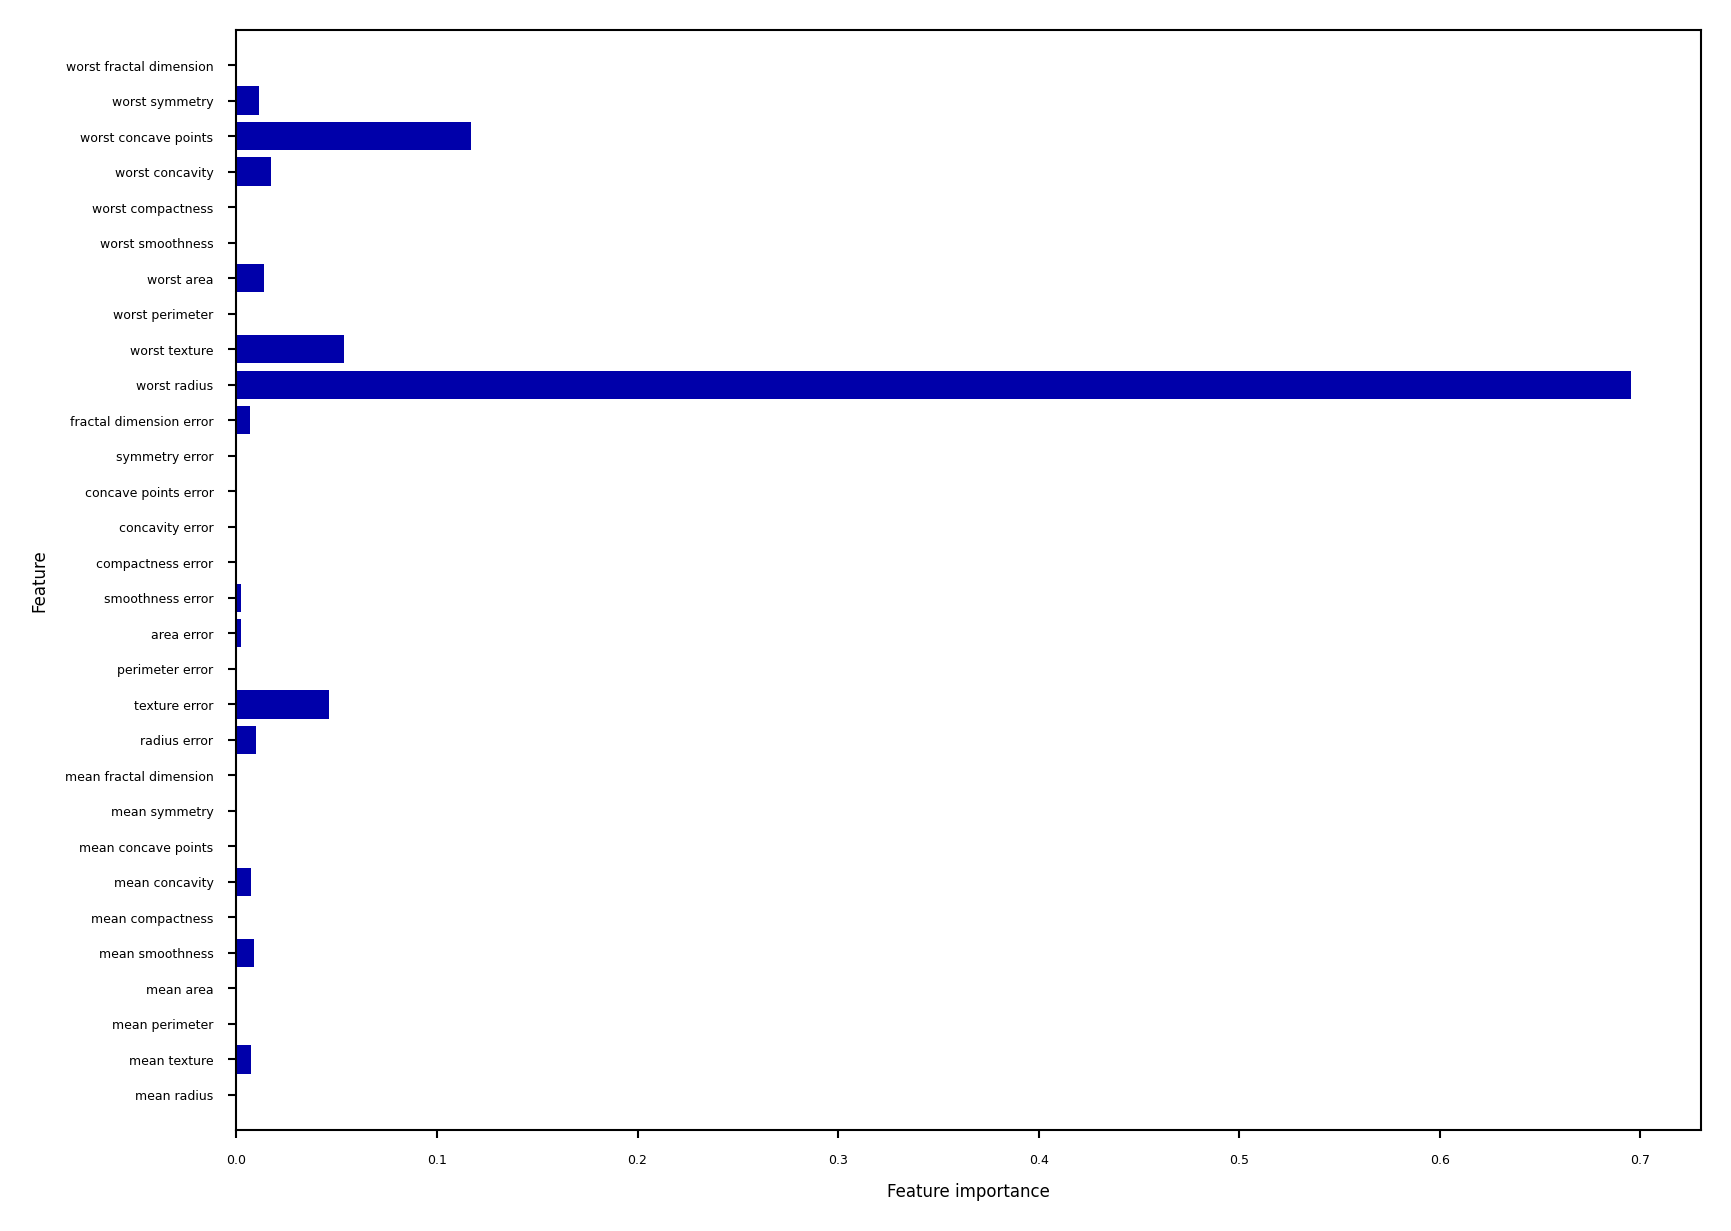 worst fractal dimension
worst symmetry
worst concave points
worst concavity
worst compactness
worst smoothness
worst area
worst perimeter
worst texture
worst radius
fractal dimension error
symmetry error
concave points error
concavity error
compactness error
smoothness error
area error
perimeter error
texture error
radius error
mean fractal dimension
mean symmetry
mean concave points
mean concavity
mean compactness
mean smoothness
mean area
mean perimeter
mean texture
mean radius
Feature
0.0 0.1 0.2 0.3 0.4 0.5 0.6 0.7
Feature importance